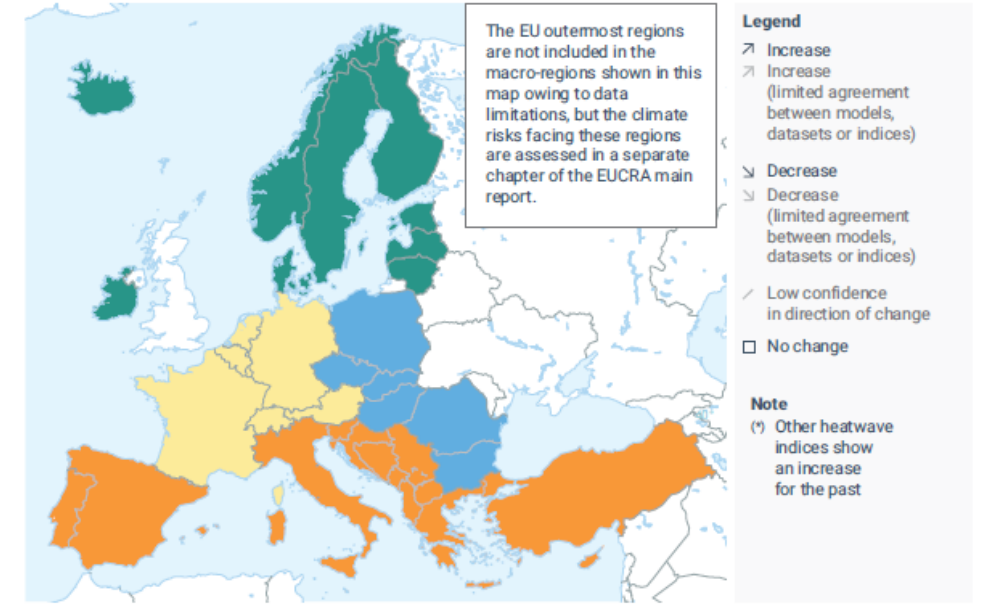 The EU outermost regions
are not included in the
macro-regions shown in this
map owing to data
limitations, but the climate
risks facing these regions
are assessed in a separate
chapter of the EUCRA main
report.
Legend
Increase
Increase
(limited agreement
between models,
datasets or indices)
Decrease
Decrease
(limited agreement
between models,
datasets or indices)
Low confidence
in direction of change
No change
Note
(*) Other heatwave
indices show
an increase
for the past